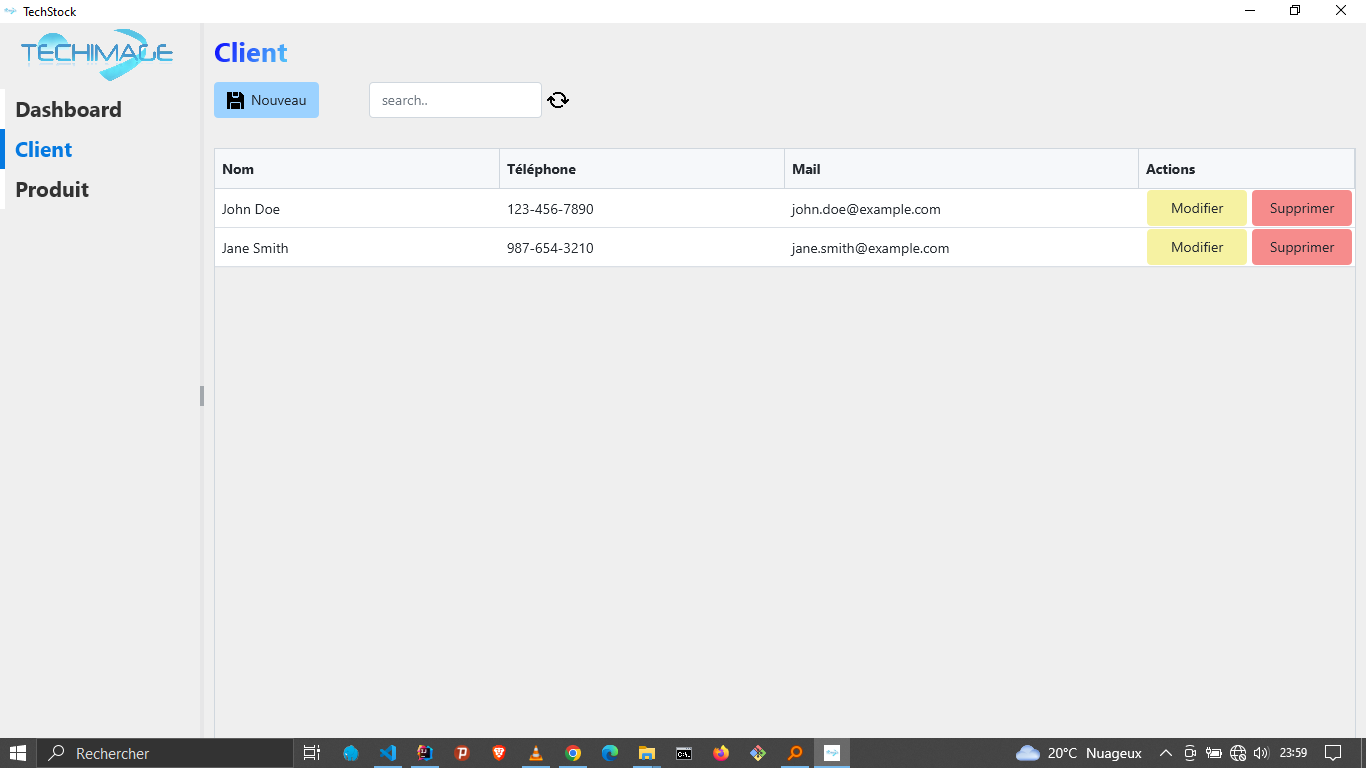 TechStock
TECHIMAGE
Dashboard
Client
Produit
Client
Nouveau
search..
Nom Téléphone Mail Actions
John Doe 123-456-7890 john.doe@example.com Modifier Supprimer
Jane Smith 987-654-3210 jane.smith@example.com Modifier Supprimer
Rechercher
20°C Nuageux 23:59